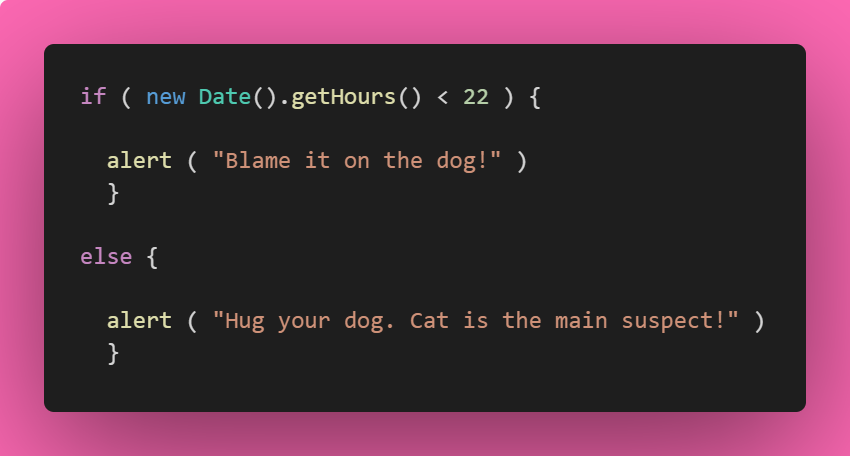 if ( new Date().getHours() < 22 ) {
alert ( "Blame it on the dog!" )
}
else {
alert ( "Hug your dog. Cat is the main suspect!" )
}